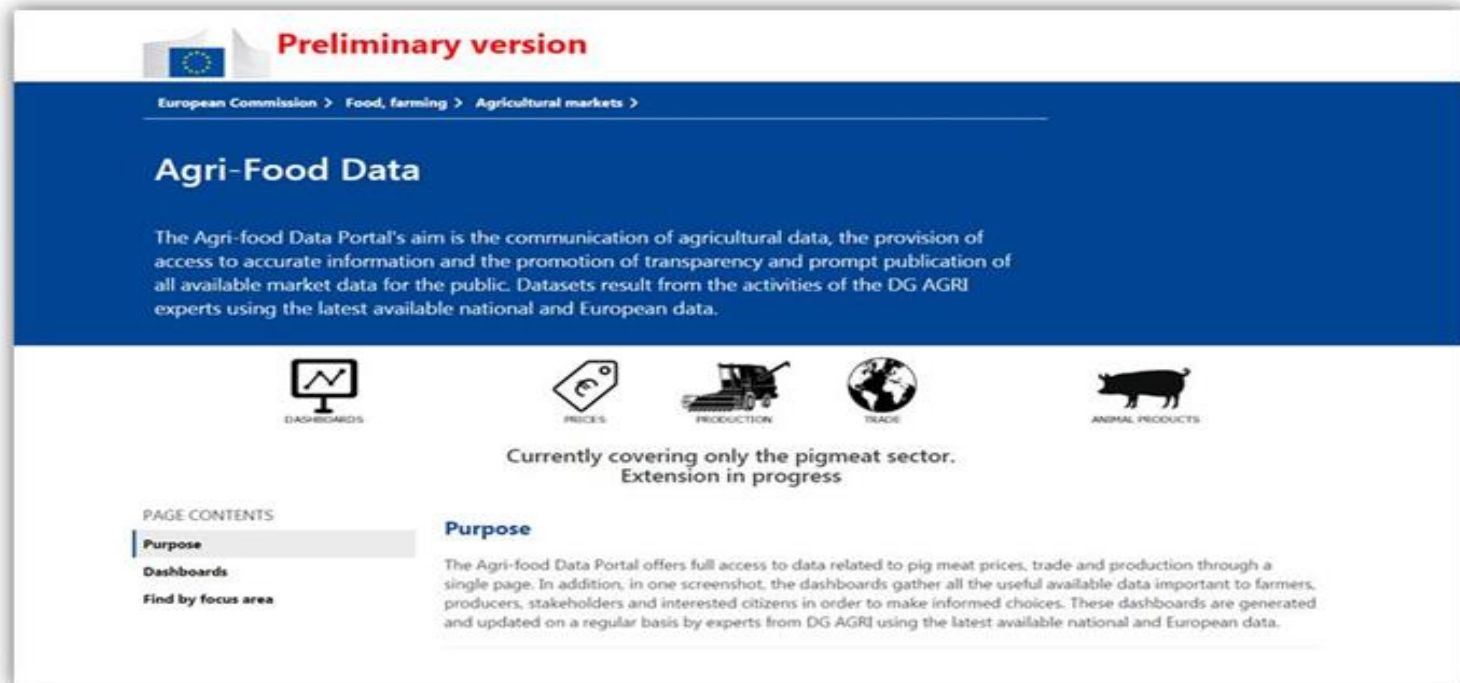 Preliminary version
European Commission > Food, farming > Agricultural markets >
Agri-Food Data
The Agri-food Data Portal's aim is the communication of agricultural data, the provision of
access to accurate information and the promotion of transparency and prompt publication of
all available market data for the public. Datasets result from the activities of the DG AGRI
experts using the latest available national and European data.
DASHBOARDS PRICES PRODUCTION TRADE ANIMAL PRODUCTS
Currently covering only the pigmeat sector.
Extension in progress
PAGE CONTENTS
Purpose
Dashboards
Find by focus area
Purpose
The Agri-food Data Portal offers full access to data related to pig meat prices, trade and production through a
single page. In addition, in one screenshot, the dashboards gather all the useful available data important to farmers,
producers, stakeholders and interested citizens in order to make informed choices. These dashboards are generated
and updated on a regular basis by experts from DG AGRI using the latest available national and European data.